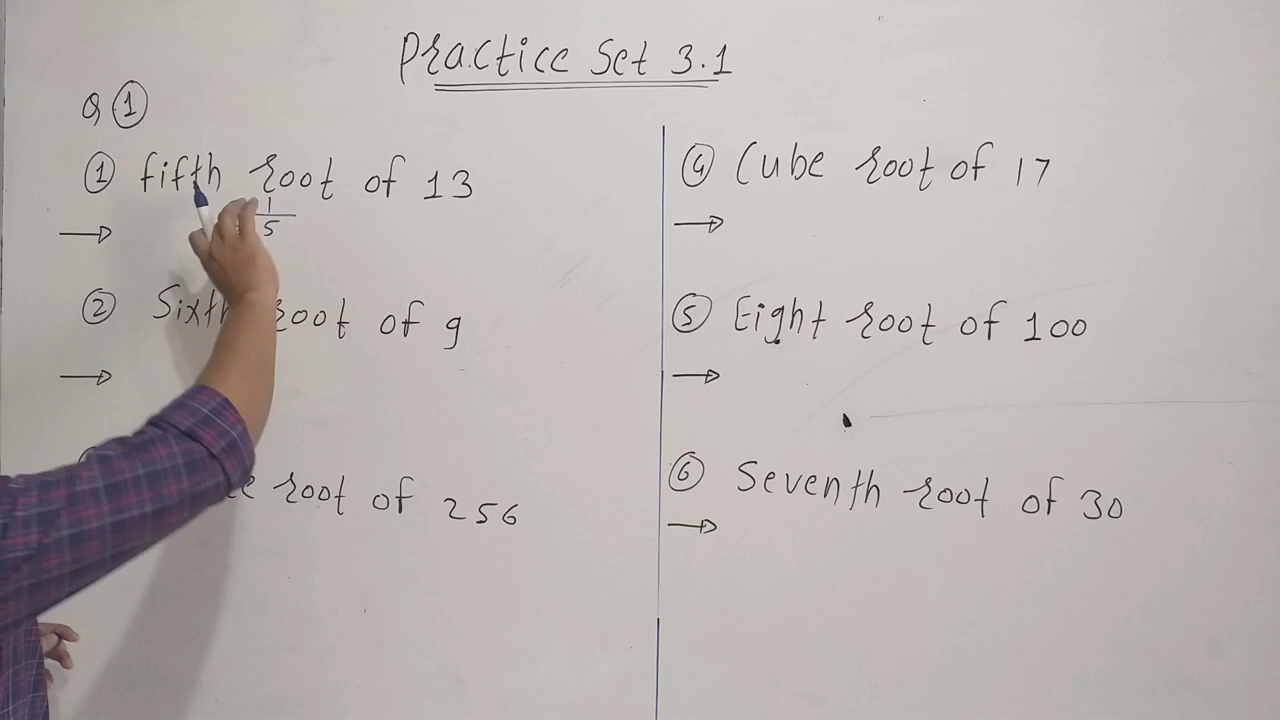 Practice Set 3.1
Q ①
① fifth root of 13
→ 1/5
② Sixth root of 9
→
root of 256
④ Cube root of 17
→
⑤ Eight root of 100
→
⑥ Seventh root of 30
→